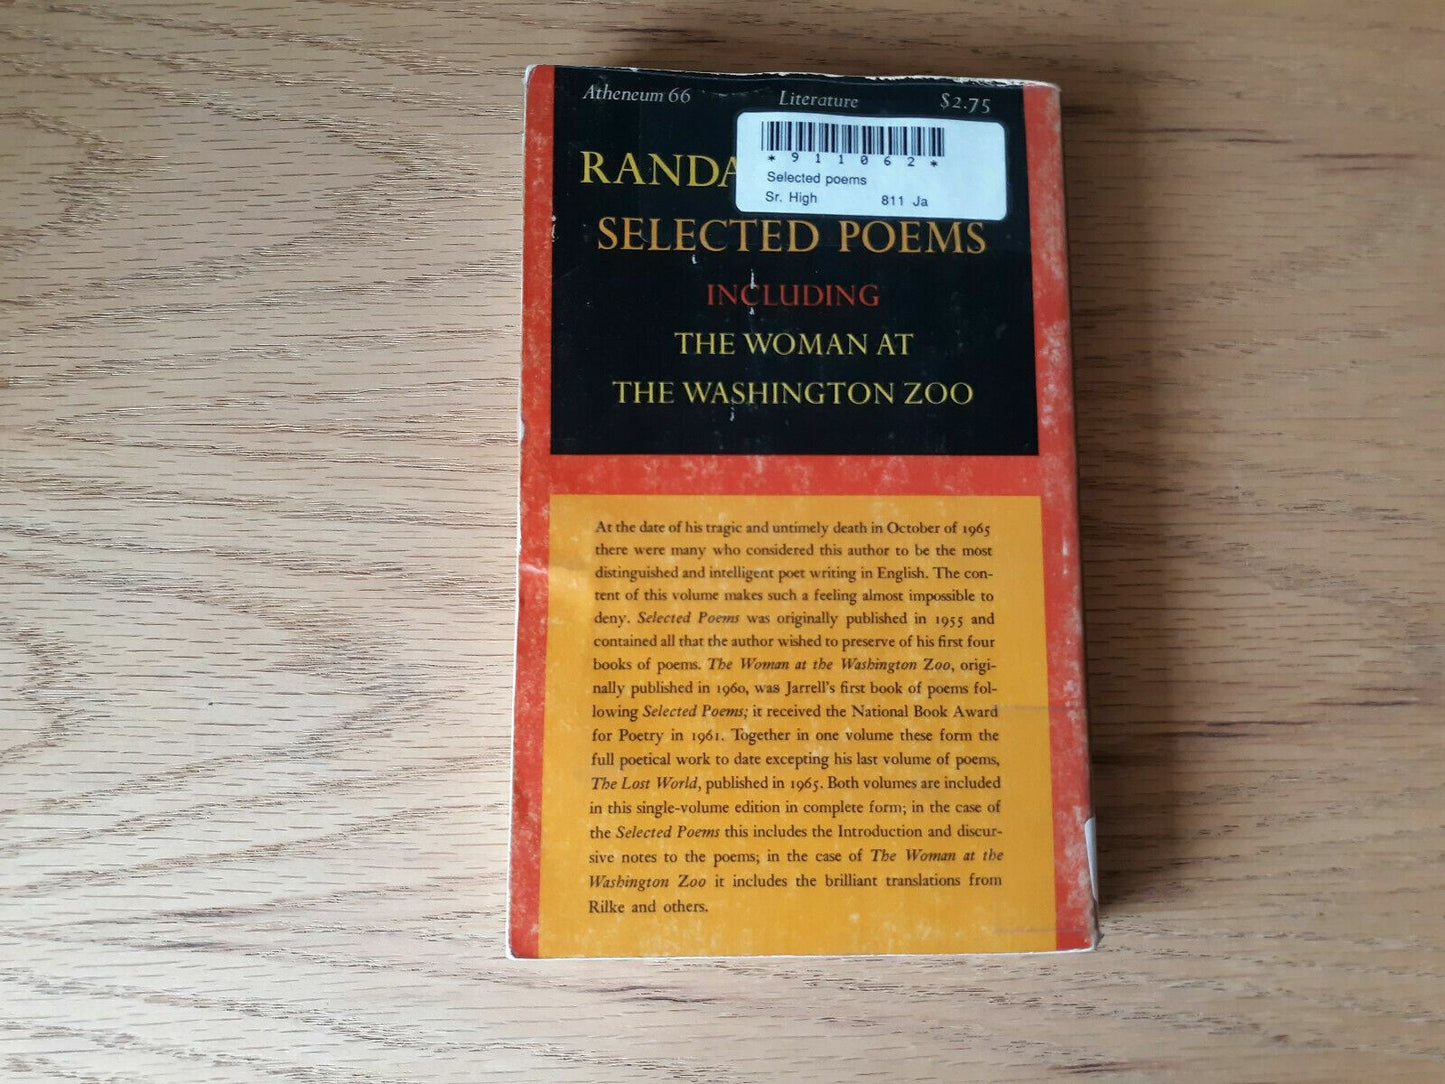 Atheneum 66 Literature $2.75
*911062*
Selected poems
Sr. High 811 Ja
RANDA
SELECTED POEMS
INCLUDING
THE WOMAN AT
THE WASHINGTON ZOO
At the date of his tragic and untimely death in October of 1965
there were many who considered this author to be the most
distinguished and intelligent poet writing in English. The con-
tent of this volume makes such a feeling almost impossible to
deny. Selected Poems was originally published in 1955 and
contained all that the author wished to preserve of his first four
books of poems. The Woman at the Washington Zoo, origi-
nally published in 1960, was Jarrell's first book of poems fol-
lowing Selected Poems; it received the National Book Award
for Poetry in 1961. Together in one volume these form the
full poetical work to date excepting his last volume of poems,
The Lost World, published in 1965. Both volumes are included
in this single-volume edition in complete form; in the case of
the Selected Poems this includes the Introduction and discur-
sive notes to the poems; in the case of The Woman at the
Washington Zoo it includes the brilliant translations from
Rilke and others.